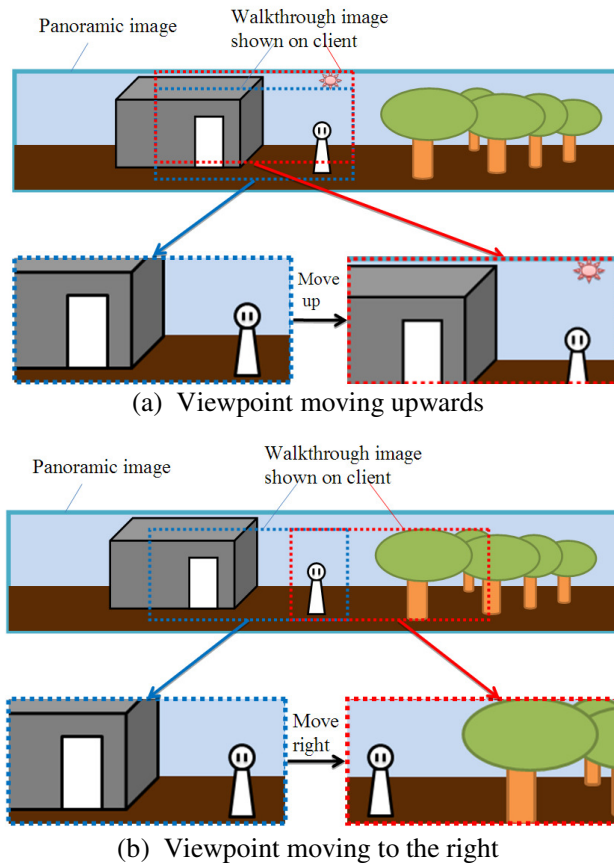 Panoramic image
Walkthrough image
shown on client
Move
up
(a) Viewpoint moving upwards
Panoramic image
Walkthrough image
shown on client
Move
right
(b) Viewpoint moving to the right